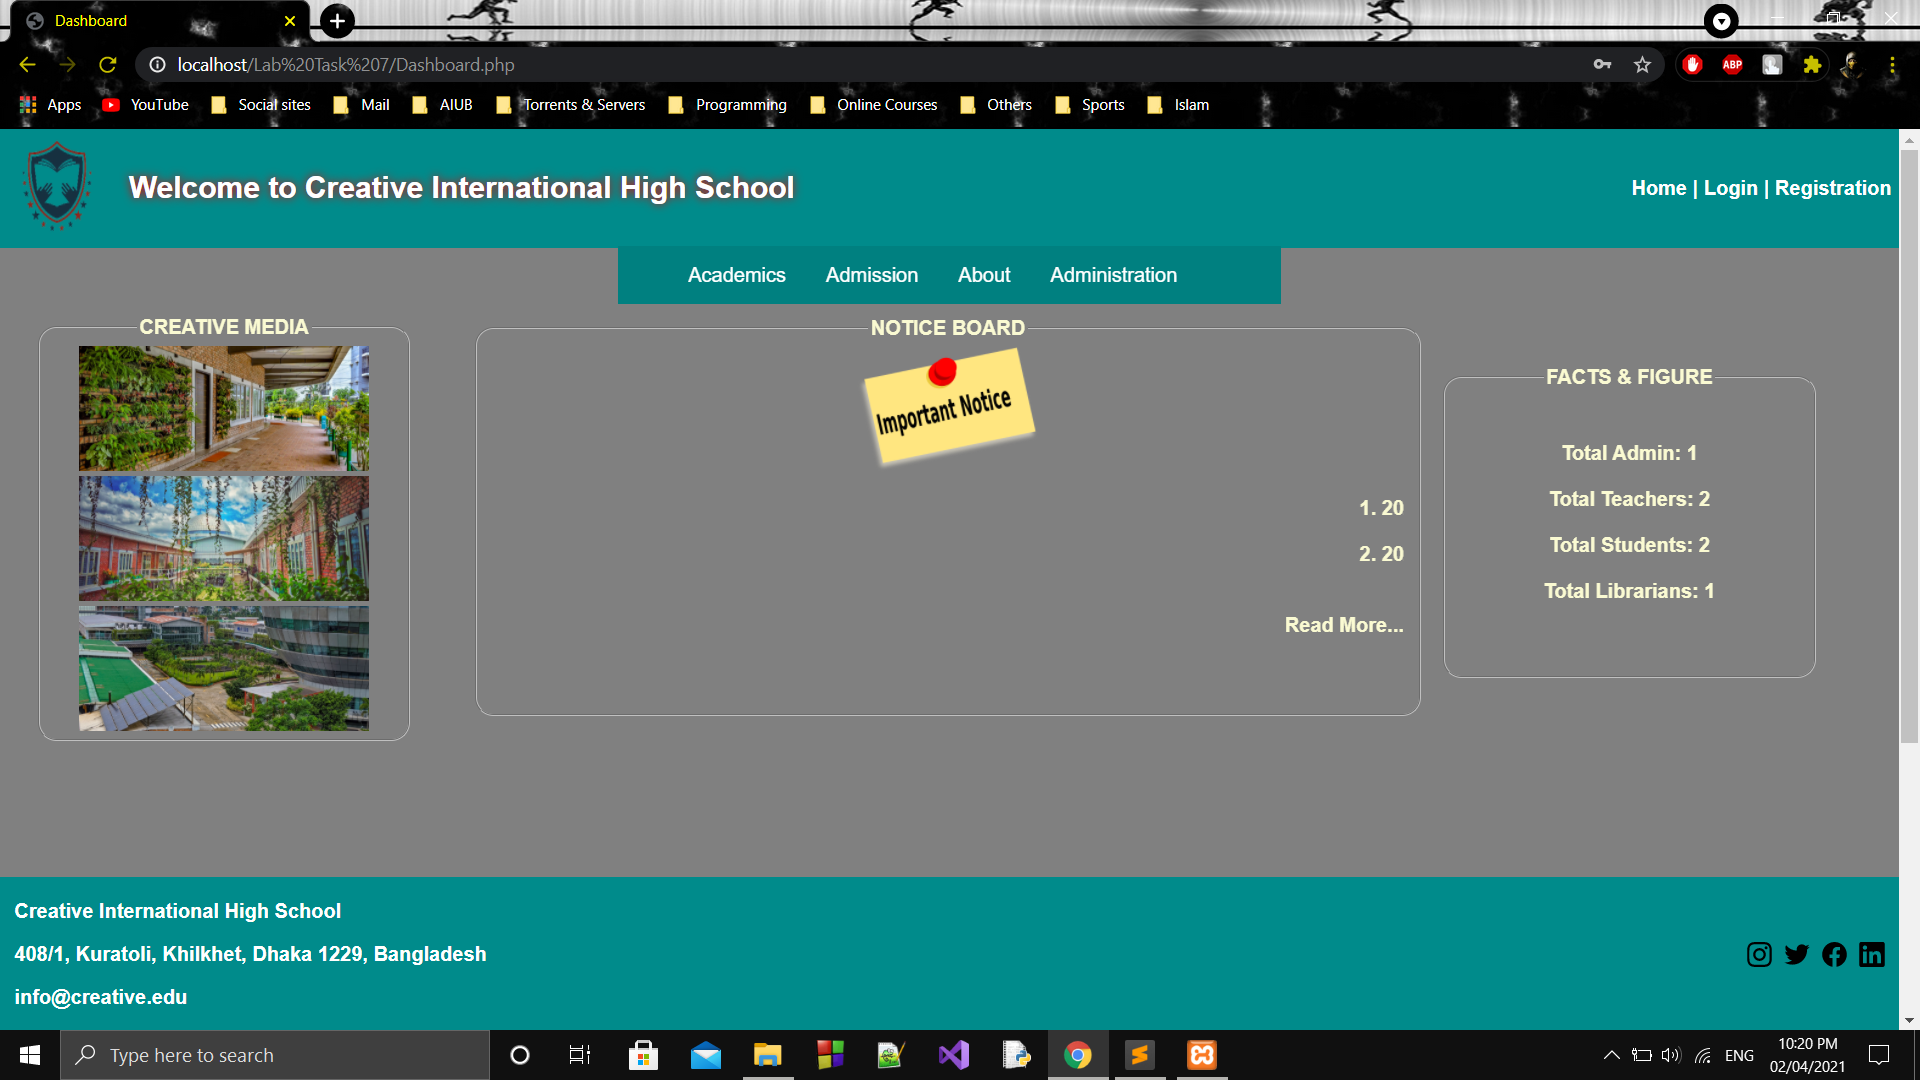 Dashboard
localhost/Lab%20Task%207/Dashboard.php
ABP
Apps YouTube Social sites Mail AIUB Torrents & Servers Programming Online Courses Others Sports Islam
Welcome to Creative International High School
Home | Login | Registration
Academics Admission About Administration
CREATIVE MEDIA
NOTICE BOARD
Important Notice
1. 20
2. 20
Read More...
FACTS & FIGURE
Total Admin: 1
Total Teachers: 2
Total Students: 2
Total Librarians: 1
Creative International High School
408/1, Kuratoli, Khilkhet, Dhaka 1229, Bangladesh
info@creative.edu
Type here to search
ENG
10:20 PM
02/04/2021